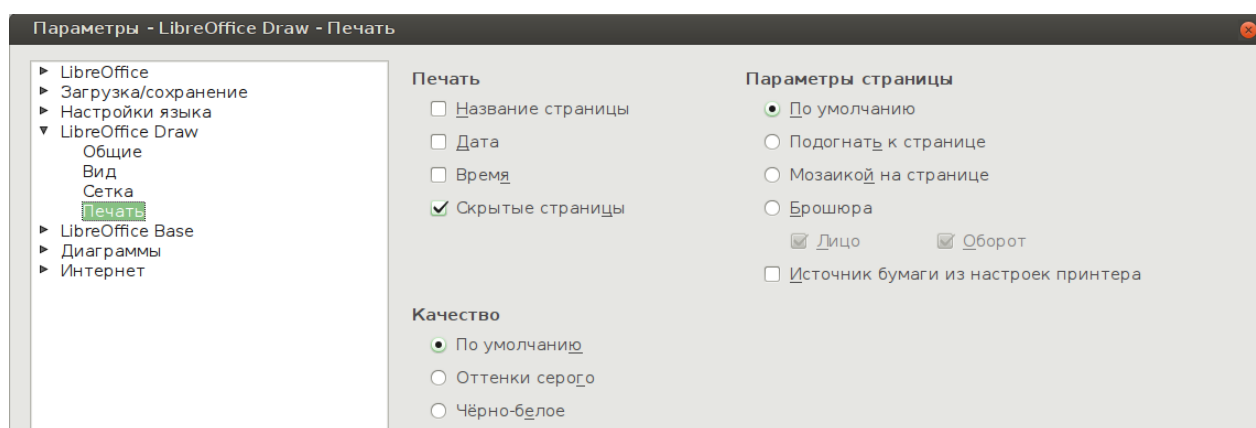 Параметры - LibreOffice Draw - Печать
LibreOffice
Загрузка/сохранение
Настройки языка
LibreOffice Draw
Общие
Вид
Сетка
Печать
LibreOffice Base
Диаграммы
Интернет
Печать
Название страницы
Дата
Время
Скрытые страницы
Качество
По умолчанию
Оттенки серого
Чёрно-белое
Параметры страницы
По умолчанию
Подогнать к странице
Мозаикой на странице
Брошюра
Лицо Оборот
Источник бумаги из настроек принтера